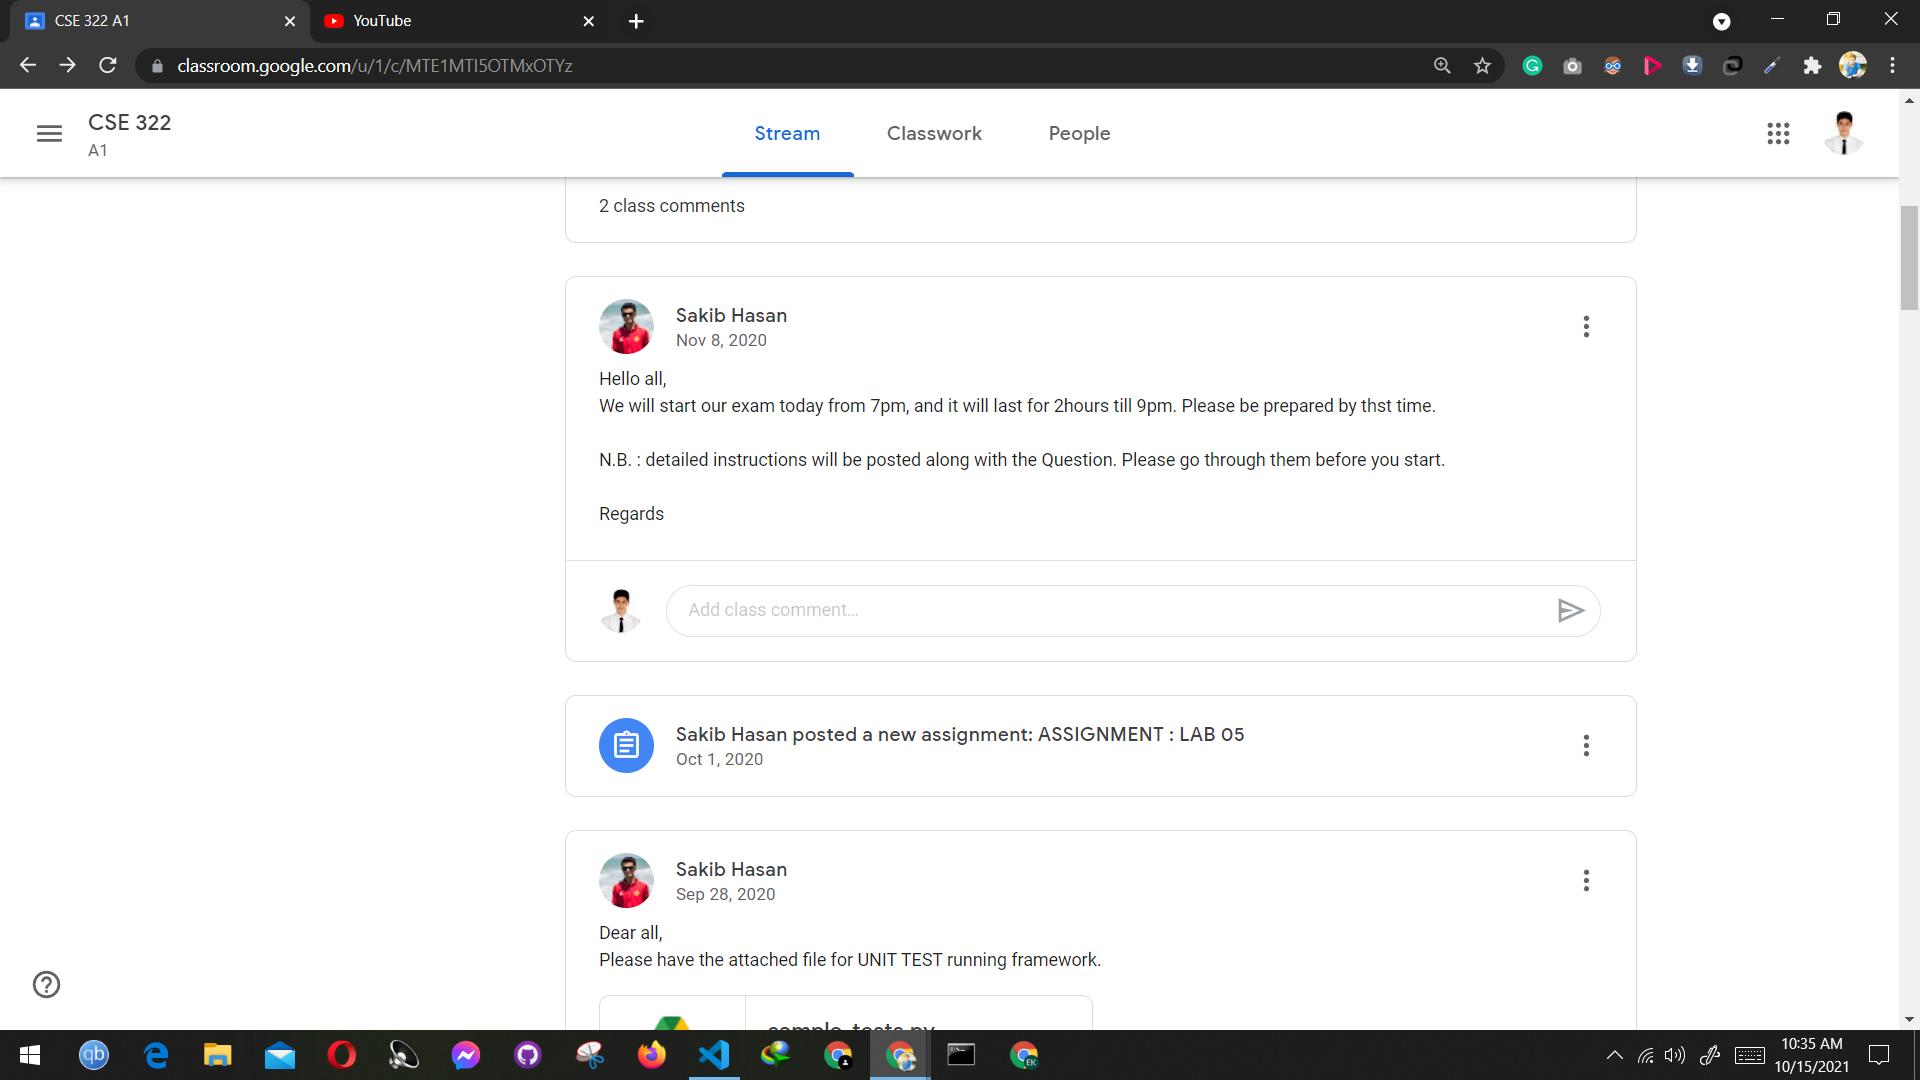 CSE 322 A1
YouTube
classroom.google.com/u/1/c/MTE1MTI5OTMxOTYz
CSE 322
A1
Stream
Classwork
People
2 class comments
Sakib Hasan
Nov 8, 2020
Hello all,
We will start our exam today from 7pm, and it will last for 2hours till 9pm. Please be prepared by thst time.
N.B. : detailed instructions will be posted along with the Question. Please go through them before you start.
Regards
Add class comment...
Sakib Hasan posted a new assignment: ASSIGNMENT : LAB 05
Oct 1, 2020
Sakib Hasan
Sep 28, 2020
Dear all,
Please have the attached file for UNIT TEST running framework.
sample_tests.py
qb
EK
10:35 AM
10/15/2021